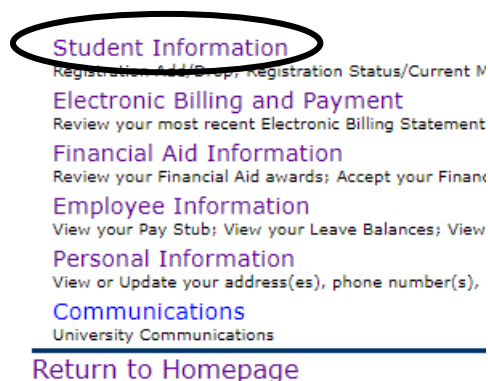 Student Information
Registration Add/Drop; Registration Status/Current M
Electronic Billing and Payment
Review your most recent Electronic Billing Statement
Financial Aid Information
Review your Financial Aid awards; Accept your Financ
Employee Information
View your Pay Stub; View your Leave Balances; View
Personal Information
View or Update your address(es), phone number(s),
Communications
University Communications
Return to Homepage